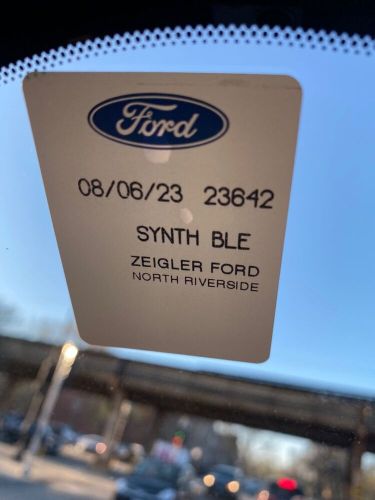 Ford
08/06/23 23642
SYNTH BLE
ZEIGLER FORD
NORTH RIVERSIDE